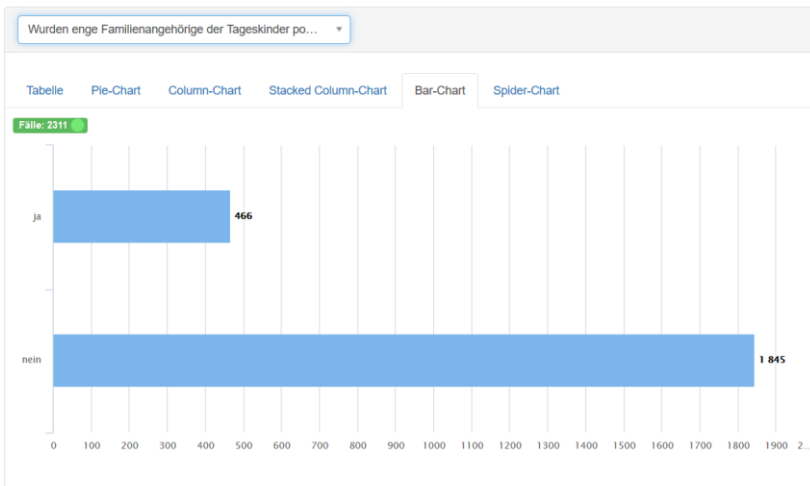 Wurden enge Familienangehörige der Tageskinder po…
Tabelle Pie-Chart Column-Chart Stacked Column-Chart Bar-Chart Spider-Chart
Fälle: 2311
ja 466
nein 1 845
0 100 200 300 400 500 600 700 800 900 1000 1100 1200 1300 1400 1500 1600 1700 1800 1900 2…